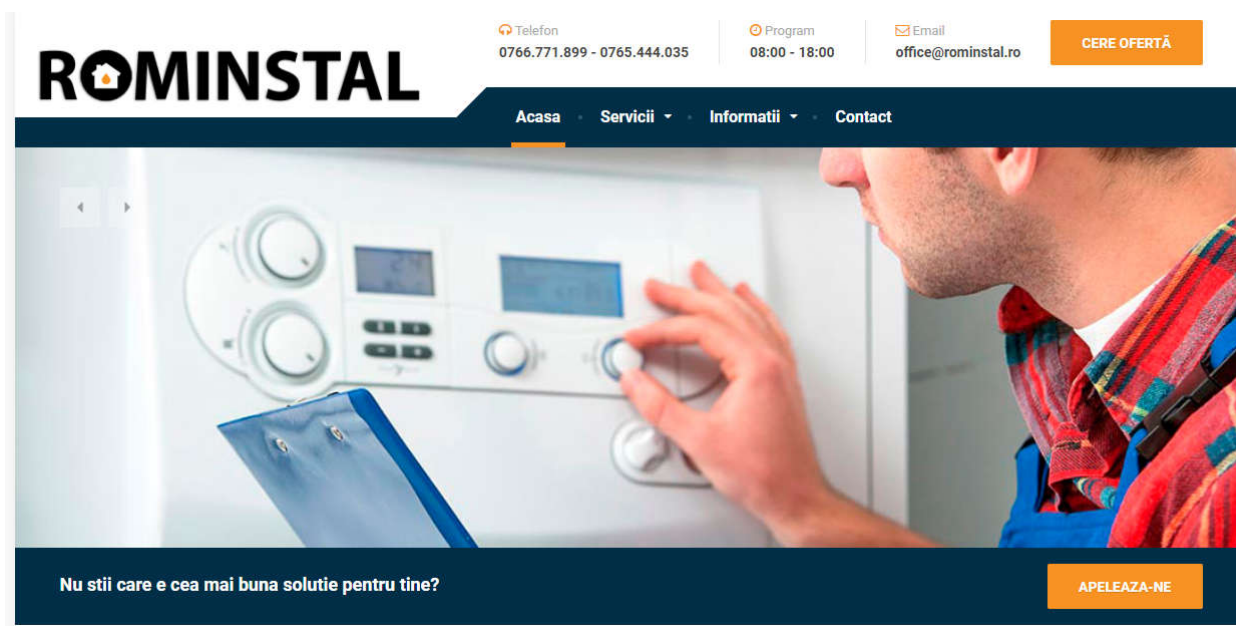 ROMINSTAL
Telefon
0766.771.899 - 0765.444.035
Program
08:00 - 18:00
Email
office@rominstal.ro
CERE OFERTĂ
Acasa
Servicii
Informatii
Contact
Nu stii care e cea mai buna solutie pentru tine?
APELEAZA-NE